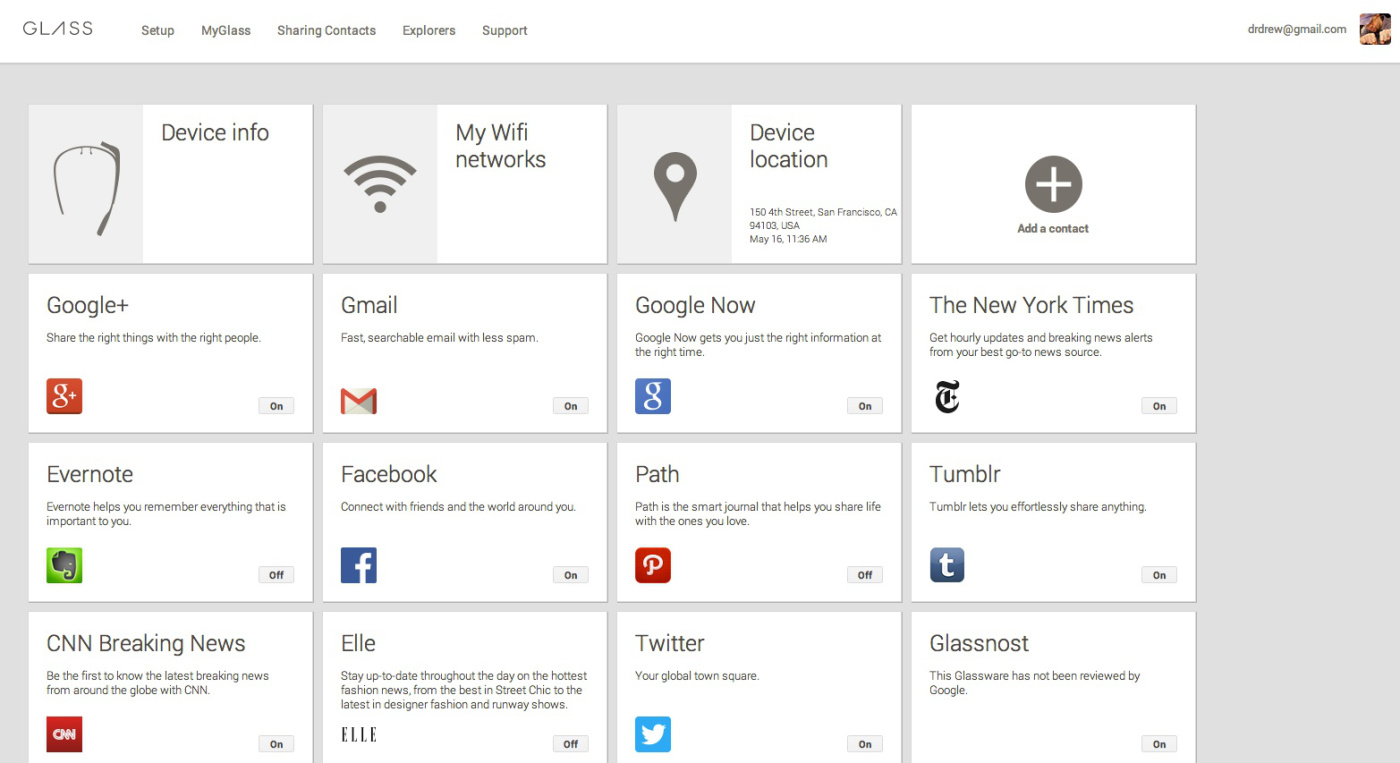 GLASS
Setup
MyGlass
Sharing Contacts
Explorers
Support
drdrew@gmail.com
Device info
My Wifi
networks
Device
location
150 4th Street, San Francisco, CA
94103, USA
May 16, 11:36 AM
Add a contact
Google+
Share the right things with the right people.
g+
On
Gmail
Fast, searchable email with less spam.
On
Google Now
Google Now gets you just the right information at
the right time.
g
On
The New York Times
Get hourly updates and breaking news alerts
from your best go-to news source.
T
On
Evernote
Evernote helps you remember everything that is
important to you.
Off
Facebook
Connect with friends and the world around you.
f
On
Path
Path is the smart journal that helps you share life
with the ones you love.
Off
Tumblr
Tumblr lets you effortlessly share anything.
t
On
CNN Breaking News
Be the first to know the latest breaking news
from around the globe with CNN.
CNN
On
Elle
Stay up-to-date throughout the day on the hottest
fashion news, from the best in Street Chic to the
latest in designer fashion and runway shows.
ELLE
Off
Twitter
Your global town square.
On
Glassnost
This Glassware has not been reviewed by
Google.
On